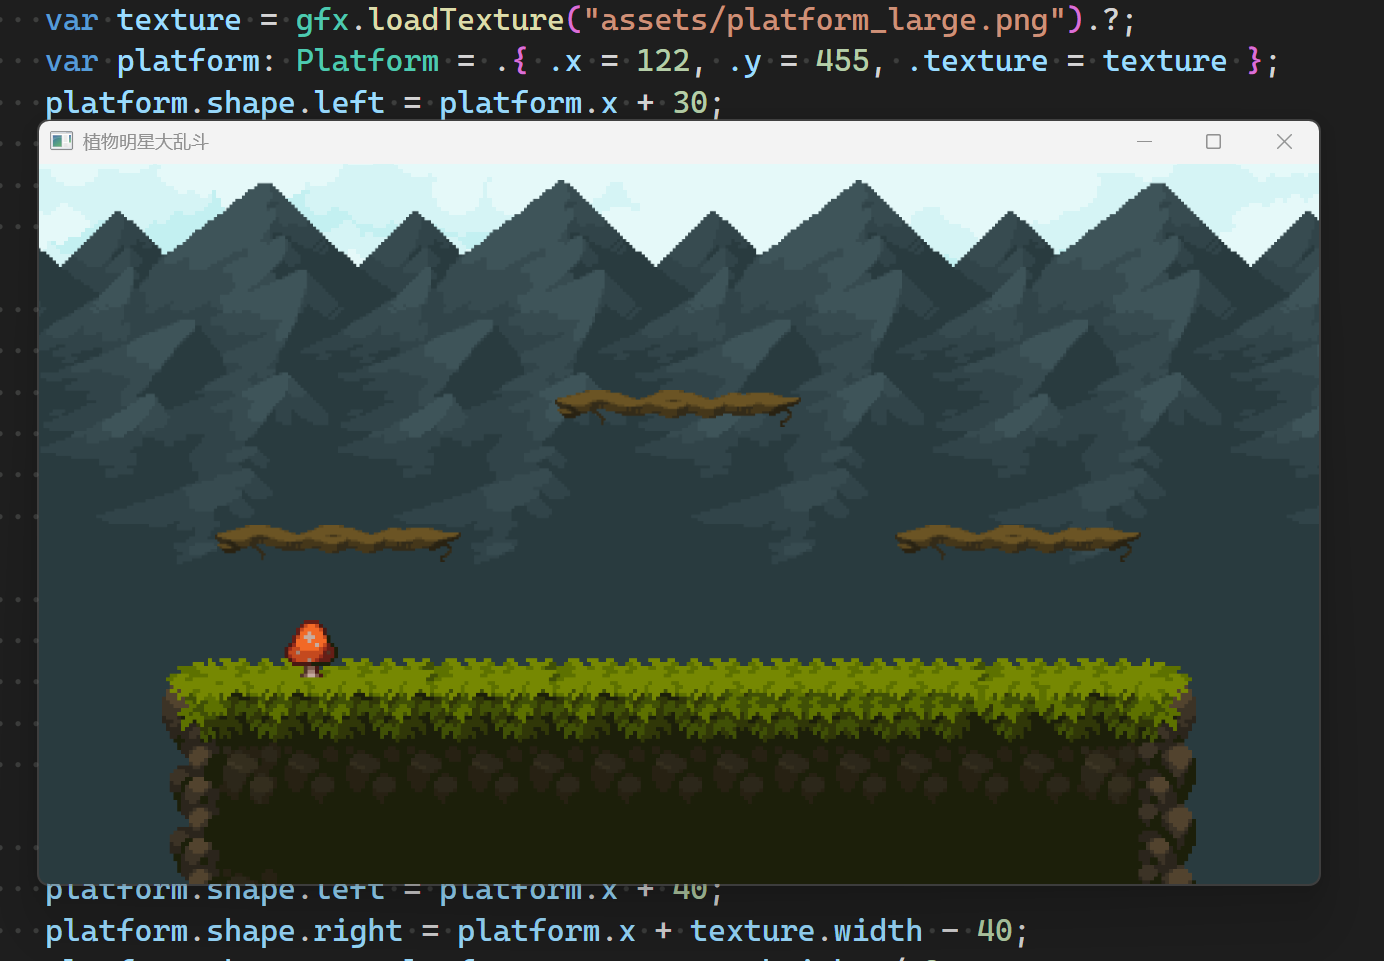 var texture = gfx.loadTexture("assets/platform_large.png").?;
var platform: Platform = .{ .x = 122, .y = 455, .texture = texture };
platform.shape.left = platform.x + 30;
植物明星大乱斗
platform.shape.left = platform.x + 40;
platform.shape.right = platform.x + texture.width - 40;